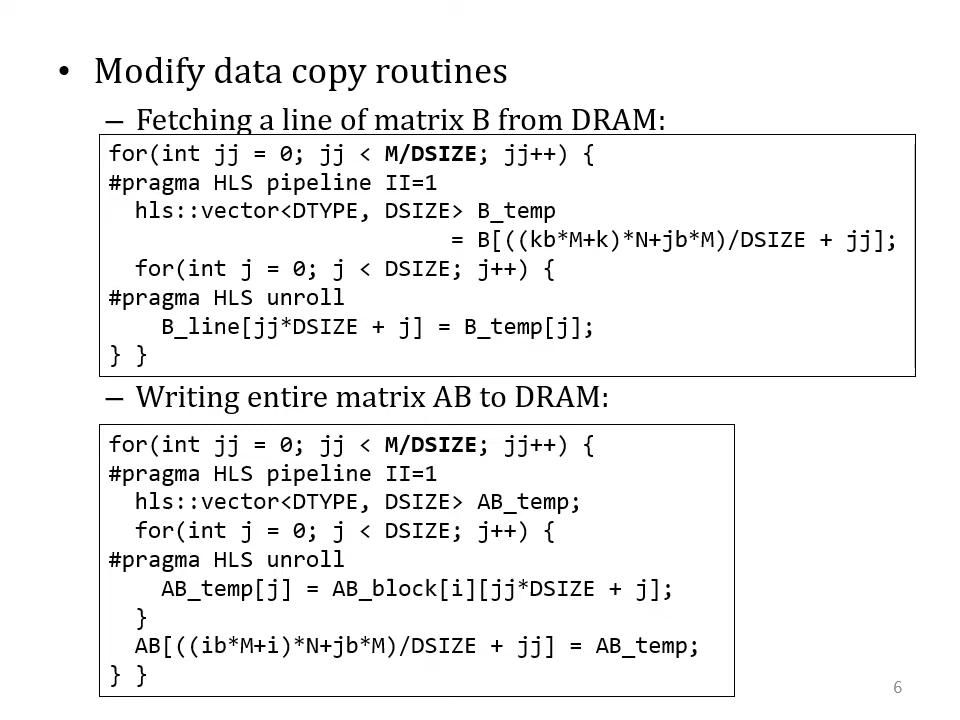 • Modify data copy routines
– Fetching a line of matrix B from DRAM:
for(int jj = 0; jj < M/DSIZE; jj++) {
#pragma HLS pipeline II=1
  hls::vector<DTYPE, DSIZE> B_temp
                          = B[((kb*M+k)*N+jb*M)/DSIZE + jj];
  for(int j = 0; j < DSIZE; j++) {
#pragma HLS unroll
    B_line[jj*DSIZE + j] = B_temp[j];
} }
– Writing entire matrix AB to DRAM:
for(int jj = 0; jj < M/DSIZE; jj++) {
#pragma HLS pipeline II=1
  hls::vector<DTYPE, DSIZE> AB_temp;
  for(int j = 0; j < DSIZE; j++) {
#pragma HLS unroll
    AB_temp[j] = AB_block[i][jj*DSIZE + j];
  }
  AB[((ib*M+i)*N+jb*M)/DSIZE + jj] = AB_temp;
} }
6